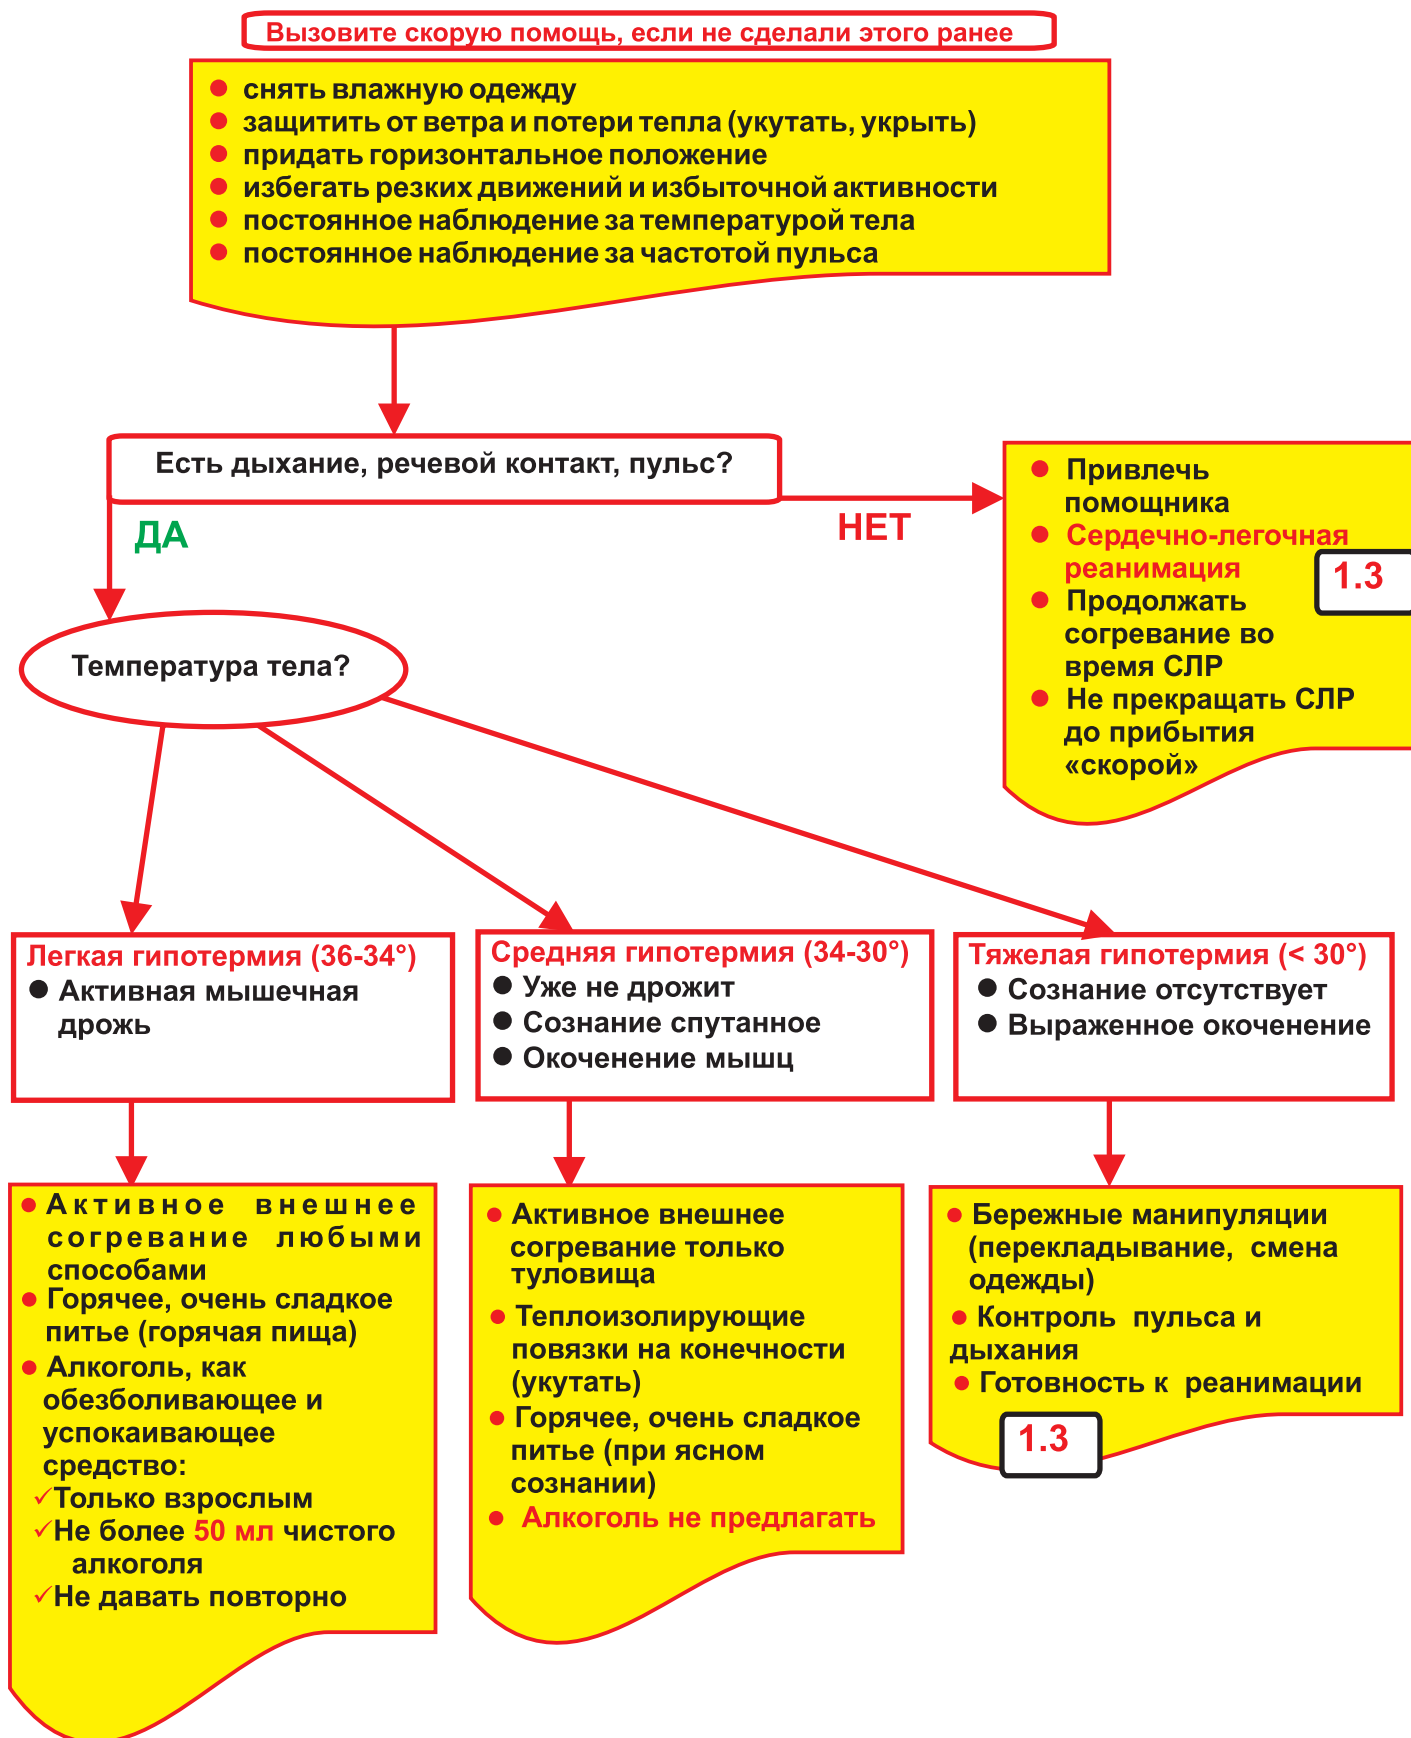 Вызовите скорую помощь, если не сделали этого ранее
● снять влажную одежду
● защитить от ветра и потери тепла (укутать, укрыть)
● придать горизонтальное положение
● избегать резких движений и избыточной активности
● постоянное наблюдение за температурой тела
● постоянное наблюдение за частотой пульса
Есть дыхание, речевой контакт, пульс?
ДА
НЕТ
● Привлечь
помощника
● Сердечно-легочная
реанимация
1.3
● Продолжать
согревание во
время СЛР
● Не прекращать СЛР
до прибытия
«скорой»
Температура тела?
Легкая гипотермия (36-34°)
● Активная мышечная
дрожь
Средняя гипотермия (34-30°)
● Уже не дрожит
● Сознание спутанное
● Окоченение мышц
Тяжелая гипотермия (< 30°)
● Сознание отсутствует
● Выраженное окоченение
● Активное внешнее
согревание любыми
способами
● Горячее, очень сладкое
питье (горячая пища)
● Алкоголь, как
обезболивающее и
успокаивающее
средство:
✓Только взрослым
✓Не более 50 мл чистого
алкоголя
✓Не давать повторно
● Активное внешнее
согревание только
туловища
● Теплоизолирующие
повязки на конечности
(укутать)
● Горячее, очень сладкое
питье (при ясном
сознании)
● Алкоголь не предлагать
● Бережные манипуляции
(перекладывание, смена
одежды)
● Контроль пульса и
дыхания
● Готовность к реанимации
1.3